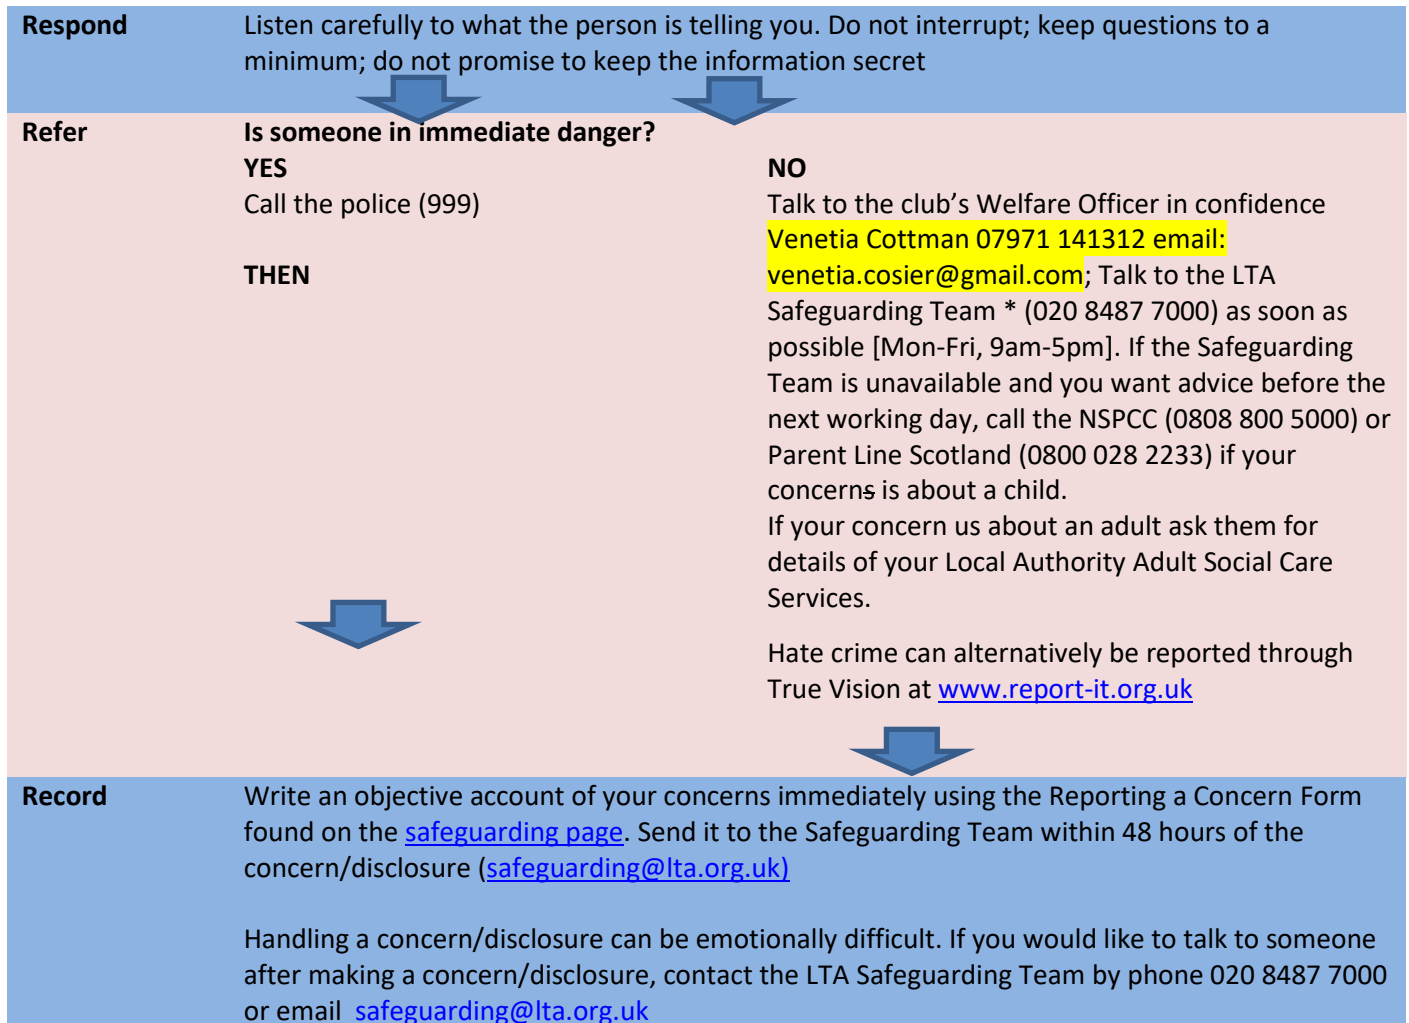 Respond
Listen carefully to what the person is telling you. Do not interrupt; keep questions to a
minimum; do not promise to keep the information secret
Refer
Is someone in immediate danger?
YES
Call the police (999)
THEN
NO
Talk to the club’s Welfare Officer in confidence
Venetia Cottman 07971 141312 email:
venetia.cosier@gmail.com; Talk to the LTA
Safeguarding Team * (020 8487 7000) as soon as
possible [Mon-Fri, 9am-5pm]. If the Safeguarding
Team is unavailable and you want advice before the
next working day, call the NSPCC (0808 800 5000) or
Parent Line Scotland (0800 028 2233) if your
concerns is about a child.
If your concern us about an adult ask them for
details of your Local Authority Adult Social Care
Services.
Hate crime can alternatively be reported through
True Vision at www.report-it.org.uk
Record
Write an objective account of your concerns immediately using the Reporting a Concern Form
found on the safeguarding page. Send it to the Safeguarding Team within 48 hours of the
concern/disclosure (safeguarding@lta.org.uk)
Handling a concern/disclosure can be emotionally difficult. If you would like to talk to someone
after making a concern/disclosure, contact the LTA Safeguarding Team by phone 020 8487 7000
or email safeguarding@lta.org.uk